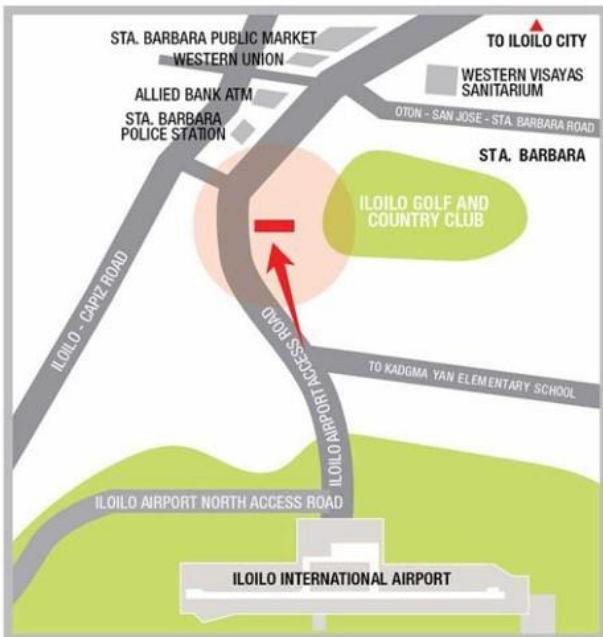 STA. BARBARA PUBLIC MARKET
WESTERN UNION
TO ILOILO CITY
WESTERN VISAYAS
SANITARIUM
ALLIED BANK ATM
STA. BARBARA
POLICE STATION
OTON - SAN JOSE - STA. BARBARA ROAD
STA. BARBARA
ILOILO GOLF AND
COUNTRY CLUB
ILOILO - CAPIZ ROAD
ILOILO AIRPORT ACCESS ROAD
TO KADGMA YAN ELEMENTARY SCHOOL
ILOILO AIRPORT NORTH ACCESS ROAD
ILOILO INTERNATIONAL AIRPORT